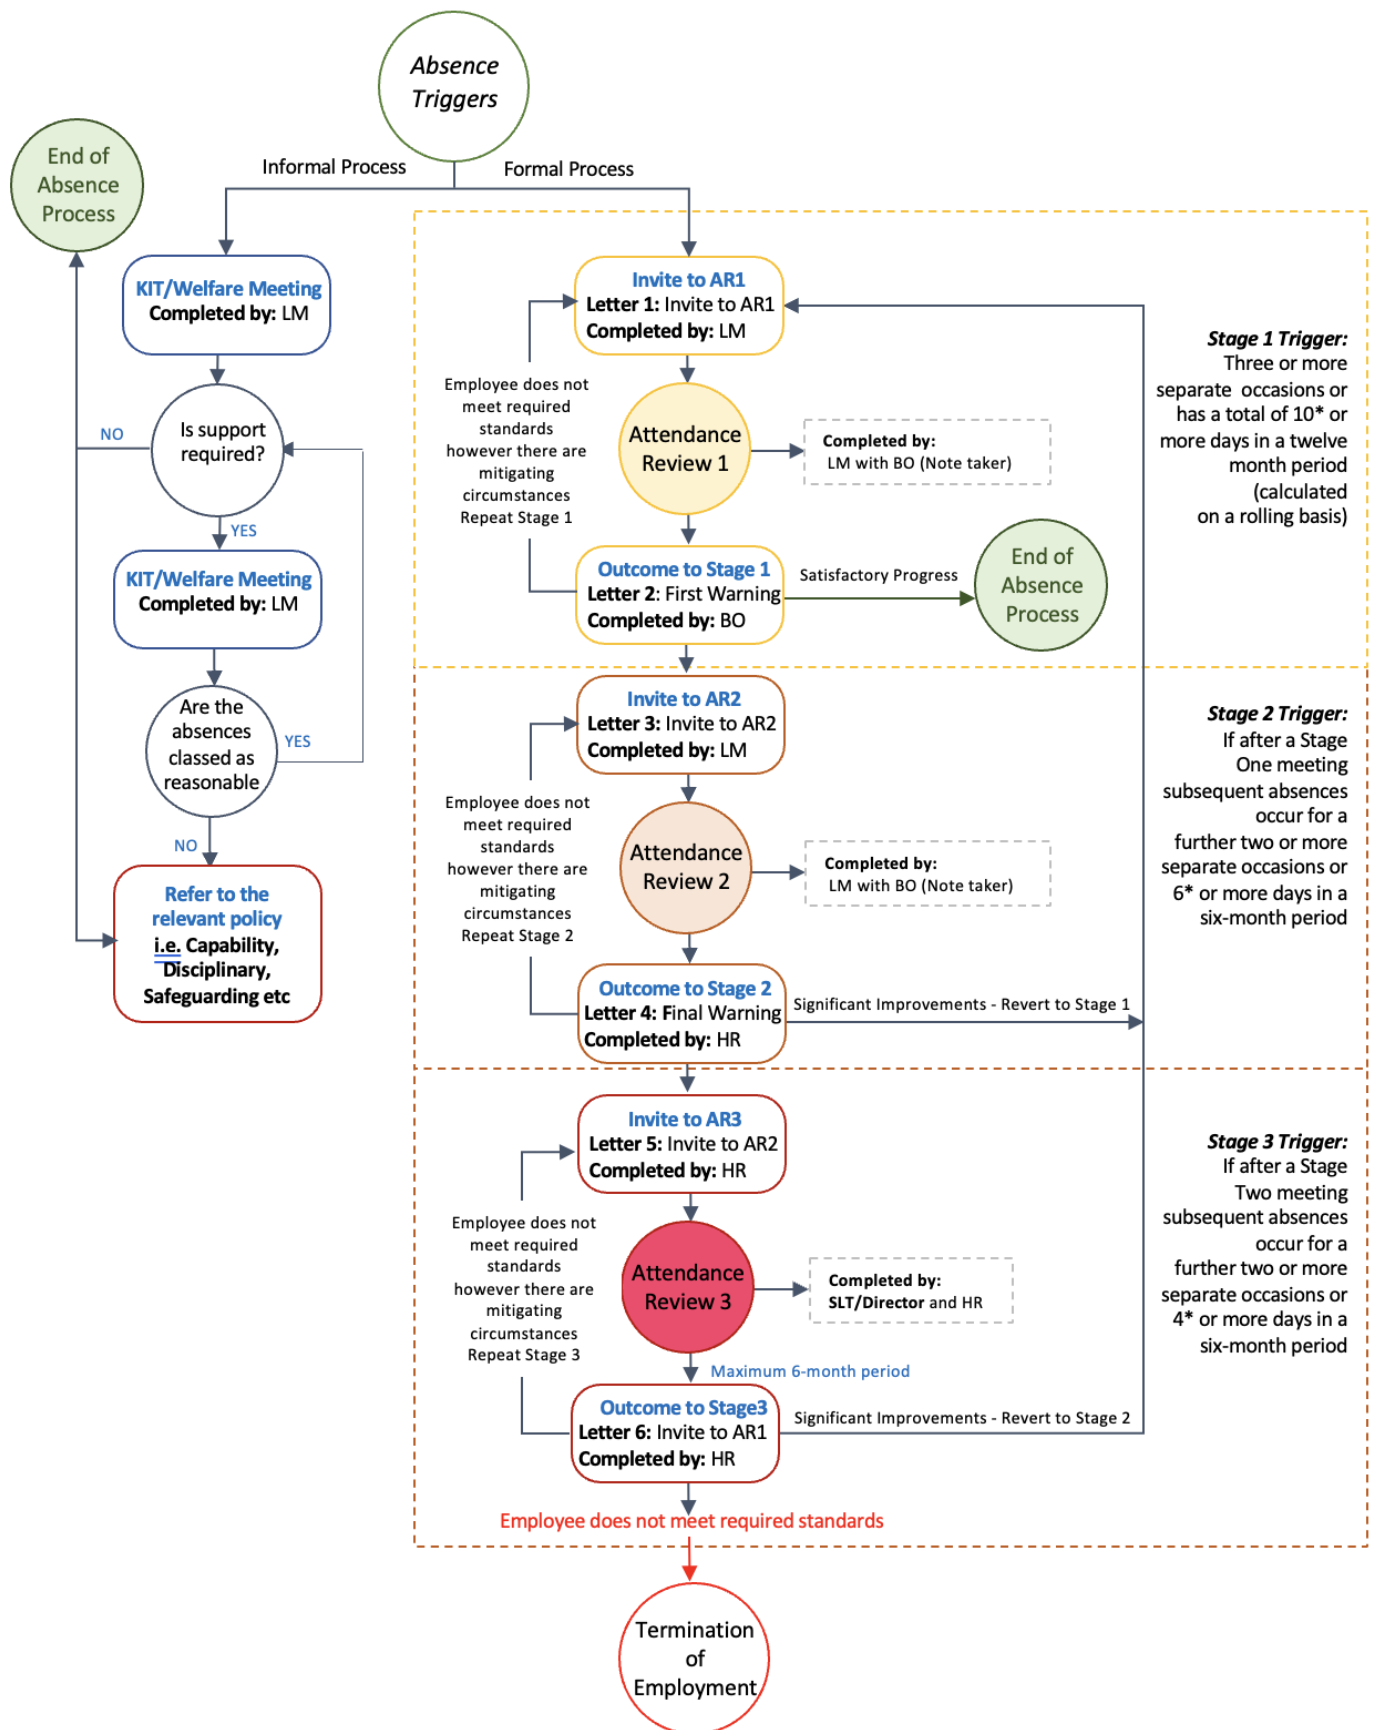 Absence
Triggers
End of
Absence
Process
Informal Process
Formal Process
KIT/Welfare Meeting
Completed by: LM
Is support
required?
NO
YES
KIT/Welfare Meeting
Completed by: LM
Are the
absences
classed as
reasonable
YES
NO
Refer to the
relevant policy
i.e. Capability,
Disciplinary,
Safeguarding etc
Invite to AR1
Letter 1: Invite to AR1
Completed by: LM
Employee does not
meet required
standards
however there are
mitigating
circumstances
Repeat Stage 1
Attendance
Review 1
Completed by:
LM with BO (Note taker)
Stage 1 Trigger:
Three or more
separate occasions or
has a total of 10* or
more days in a twelve
month period
(calculated
on a rolling basis)
Outcome to Stage 1
Letter 2: First Warning
Completed by: BO
Satisfactory Progress
End of
Absence
Process
Invite to AR2
Letter 3: Invite to AR2
Completed by: LM
Employee does not
meet required
standards
however there are
mitigating
circumstances
Repeat Stage 2
Attendance
Review 2
Completed by:
LM with BO (Note taker)
Stage 2 Trigger:
If after a Stage
One meeting
subsequent absences
occur for a
further two or more
separate occasions or
6* or more days in a
six-month period
Outcome to Stage 2
Letter 4: Final Warning
Completed by: HR
Significant Improvements - Revert to Stage 1
Invite to AR3
Letter 5: Invite to AR2
Completed by: HR
Employee does not
meet required
standards
however there are
mitigating
circumstances
Repeat Stage 3
Attendance
Review 3
Completed by:
SLT/Director and HR
Stage 3 Trigger:
If after a Stage
Two meeting
subsequent absences
occur for a
further two or more
separate occasions or
4* or more days in a
six-month period
Maximum 6-month period
Outcome to Stage3
Letter 6: Invite to AR1
Completed by: HR
Significant Improvements - Revert to Stage 2
Employee does not meet required standards
Termination
of
Employment